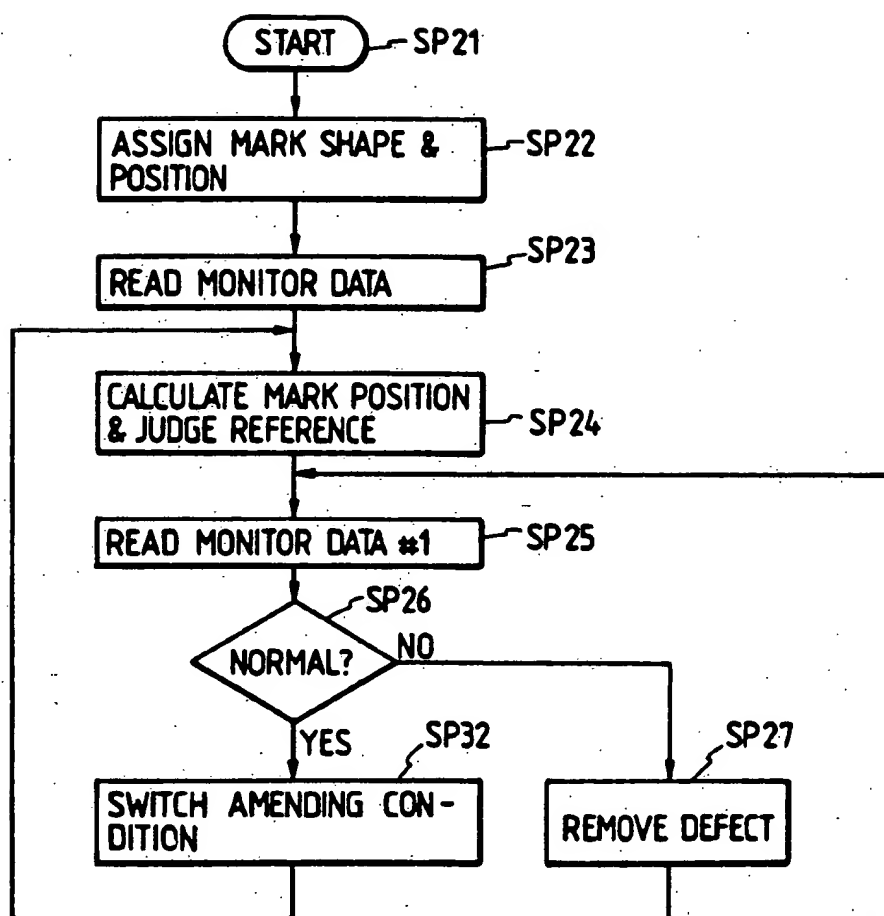 START
SP21
ASSIGN MARK SHAPE &
POSITION
SP22
READ MONITOR DATA
SP23
CALCULATE MARK POSITION
& JUDGE REFERENCE
SP24
READ MONITOR DATA #1
SP25
SP26
NORMAL?
NO
YES
SP32
SWITCH AMENDING CON-
DITION
SP27
REMOVE DEFECT